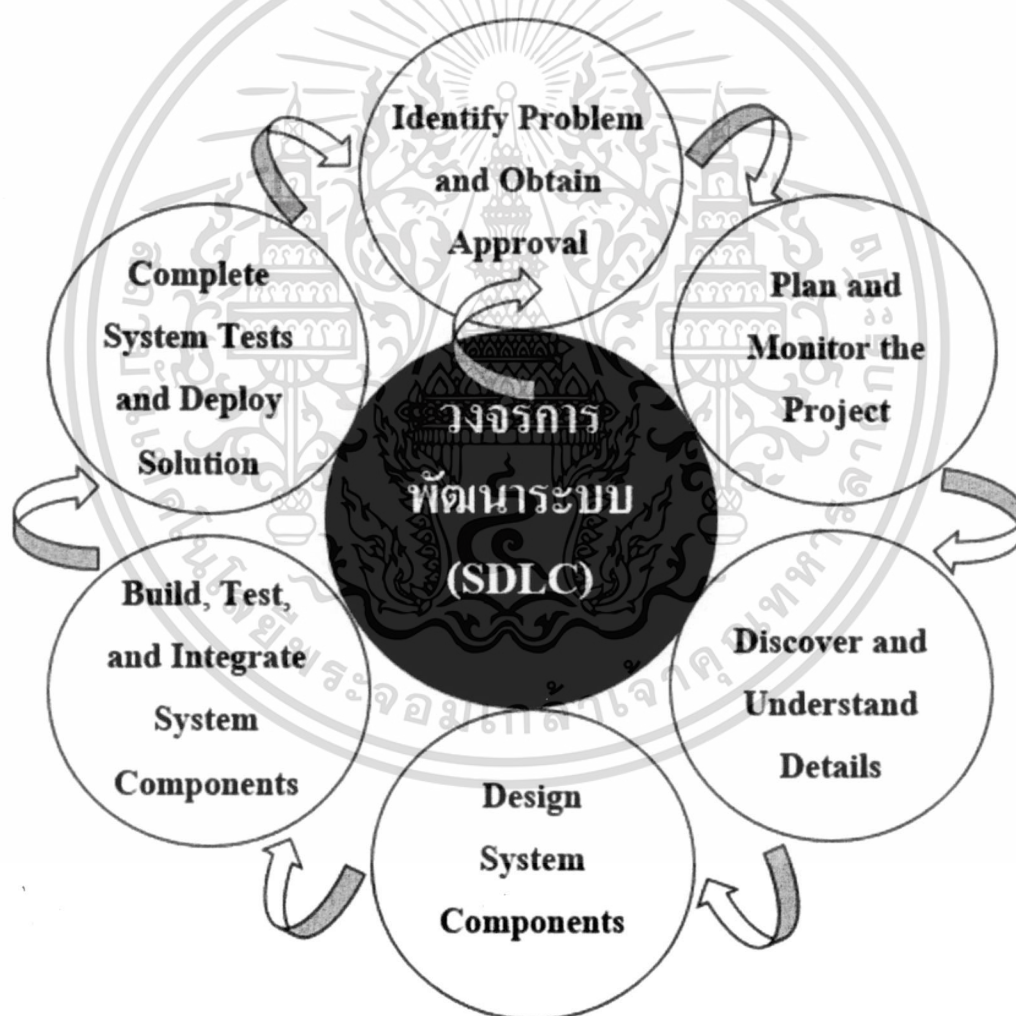 Identify Problem
and Obtain
Approval
Plan and
Monitor the
Project
Discover and
Understand
Details
Design
System
Components
Build, Test,
and Integrate
System
Components
Complete
System Tests
and Deploy
Solution
วงจรการ
พัฒนาระบบ
(SDLC)